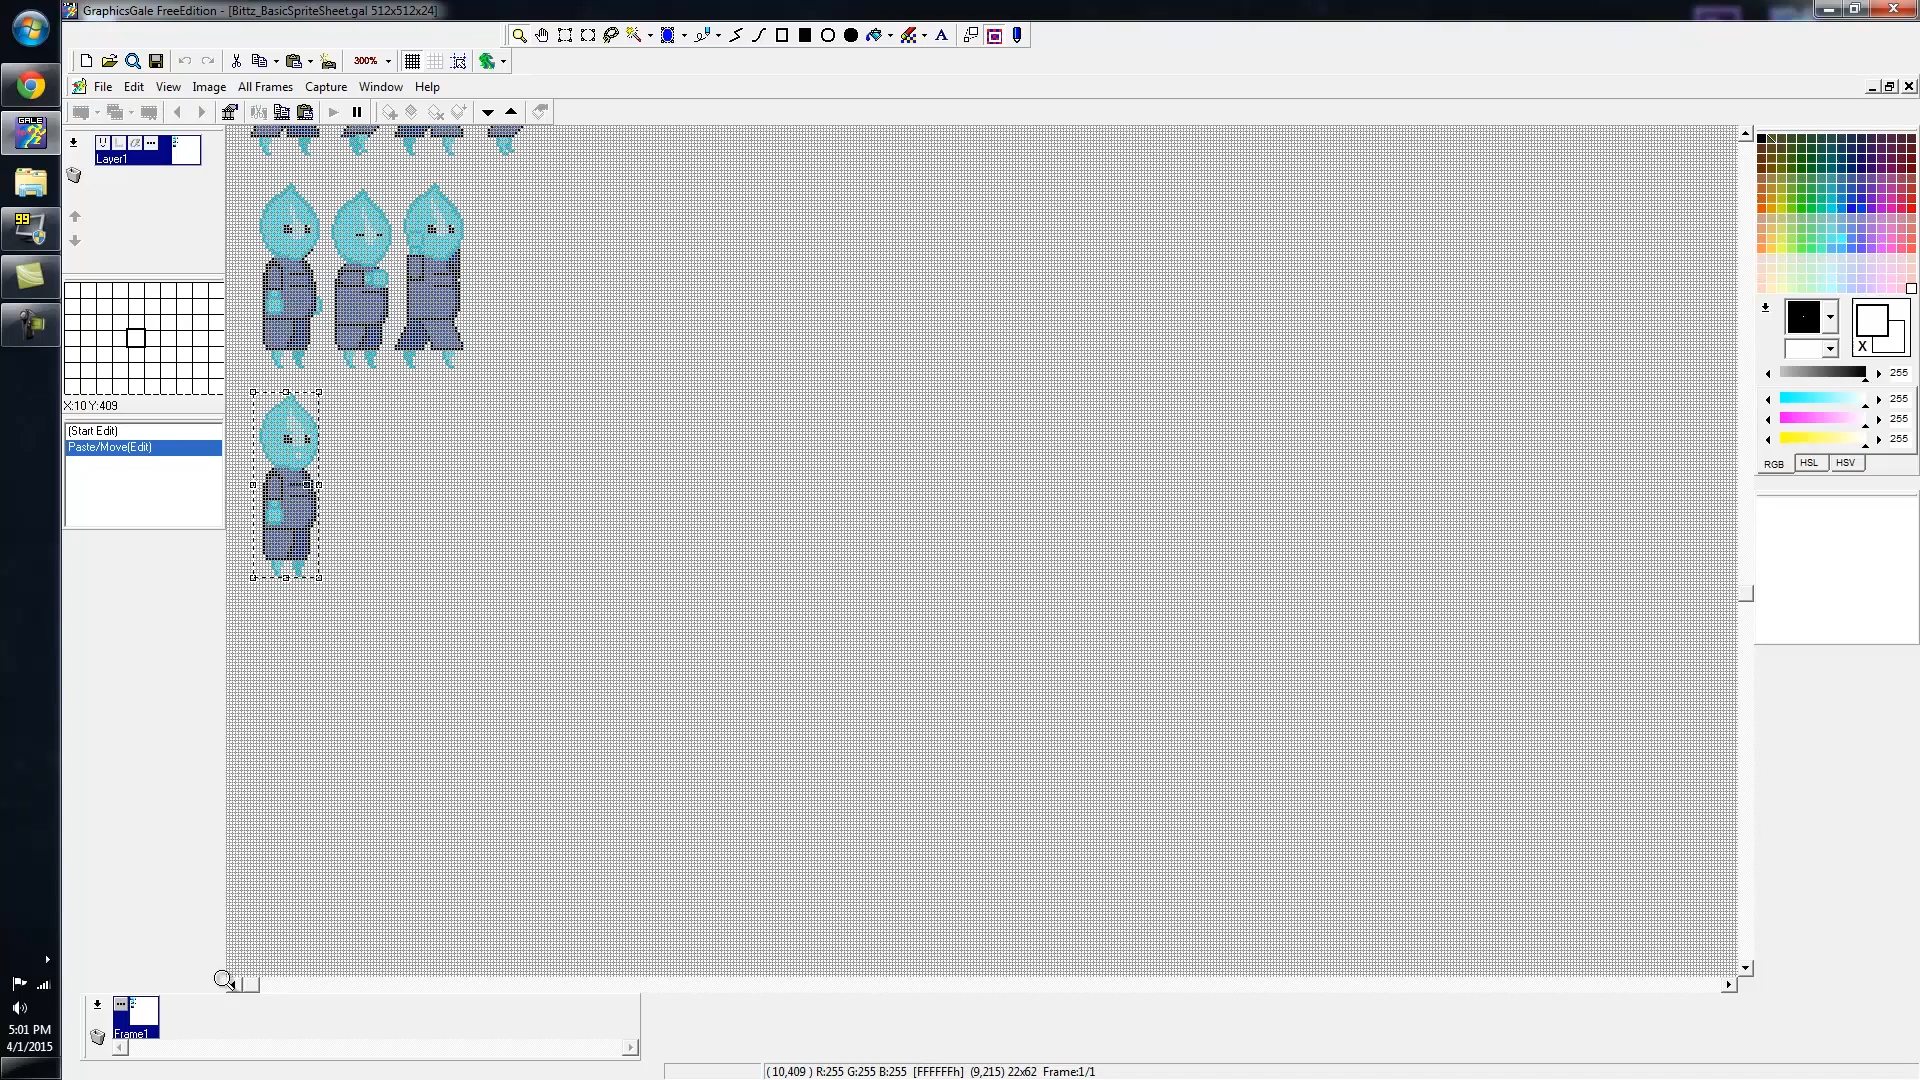 GraphicsGale FreeEdition - [Bittz_BasicSpriteSheet.gal 512x512x24]
A
300%
File Edit View Image All Frames Capture Window Help
GALE
Layer1
99
X:10 Y:409
(Start Edit)
Paste/Move(Edit)
X
255
255
255
255
RGB HSL HSV
Frame1
5:01 PM
4/1/2015
( 10,409 ) R:255 G:255 B:255 [FFFFFFh] (9,215) 22x62 Frame:1/1